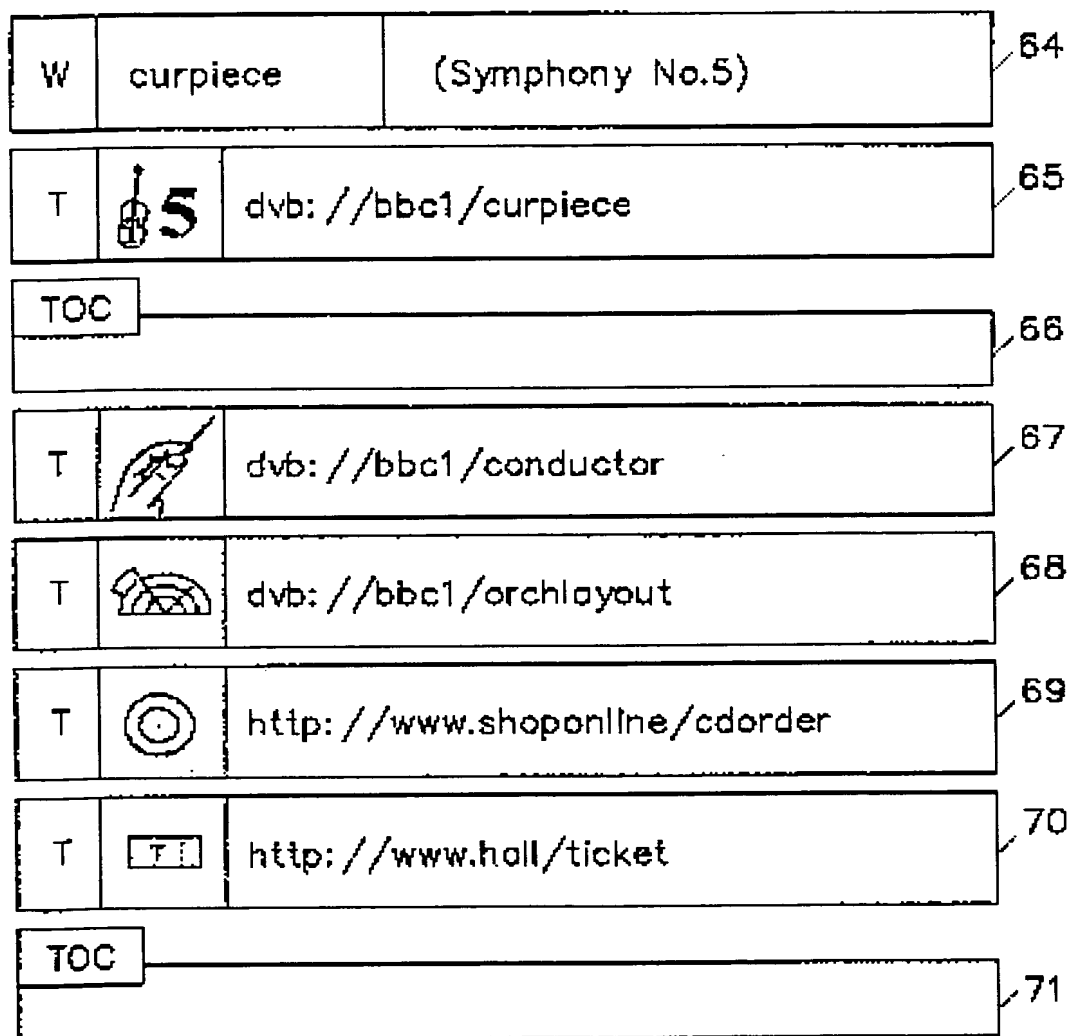 W curpiece (Symphony No.5) 64
T 5 dvb://bbc1/curpiece 65
TOC
66
T dvb://bbc1/conductor 67
T dvb://bbc1/orchlayout 68
T http://www.shoponline/cdorder 69
T T http://www.hall/ticket 70
TOC
71